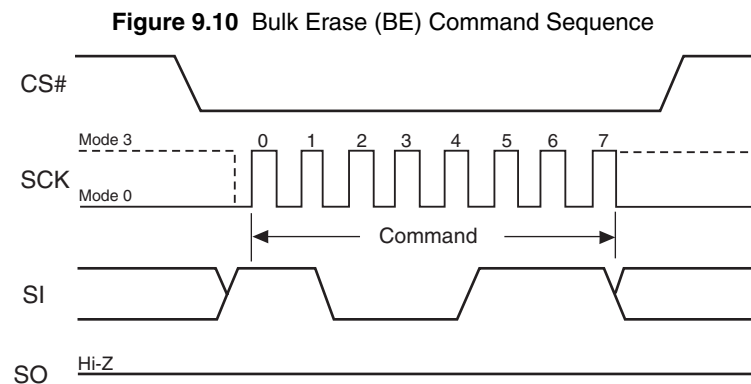 Figure 9.10 Bulk Erase (BE) Command Sequence
CS#
Mode 3
0 1 2 3 4 5 6 7
SCK
Mode 0
Command
SI
Hi-Z
SO